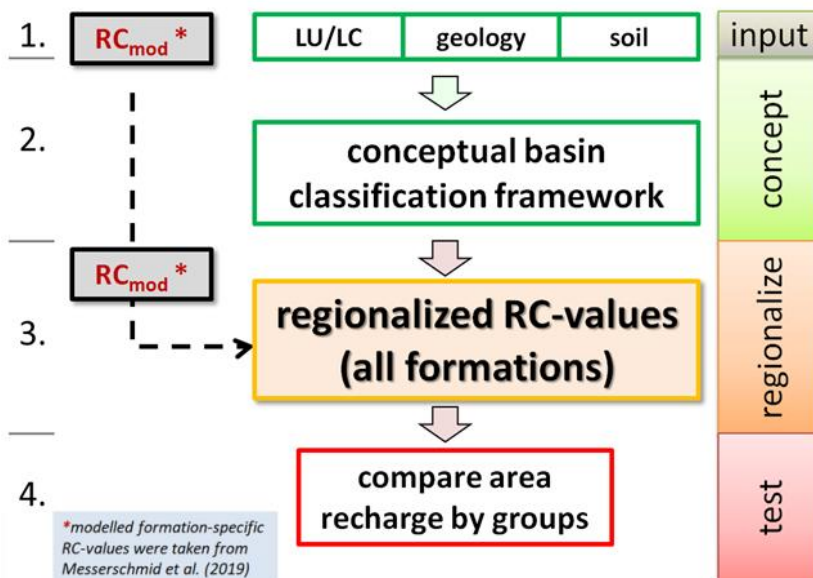 1.
RCmod *
LU/LC
geology
soil
input
2.
conceptual basin
classification framework
concept
3.
RCmod *
regionalized RC-values
(all formations)
regionalize
4.
compare area
recharge by groups
test
*modelled formation-specific
RC-values were taken from
Messerschmid et al. (2019)